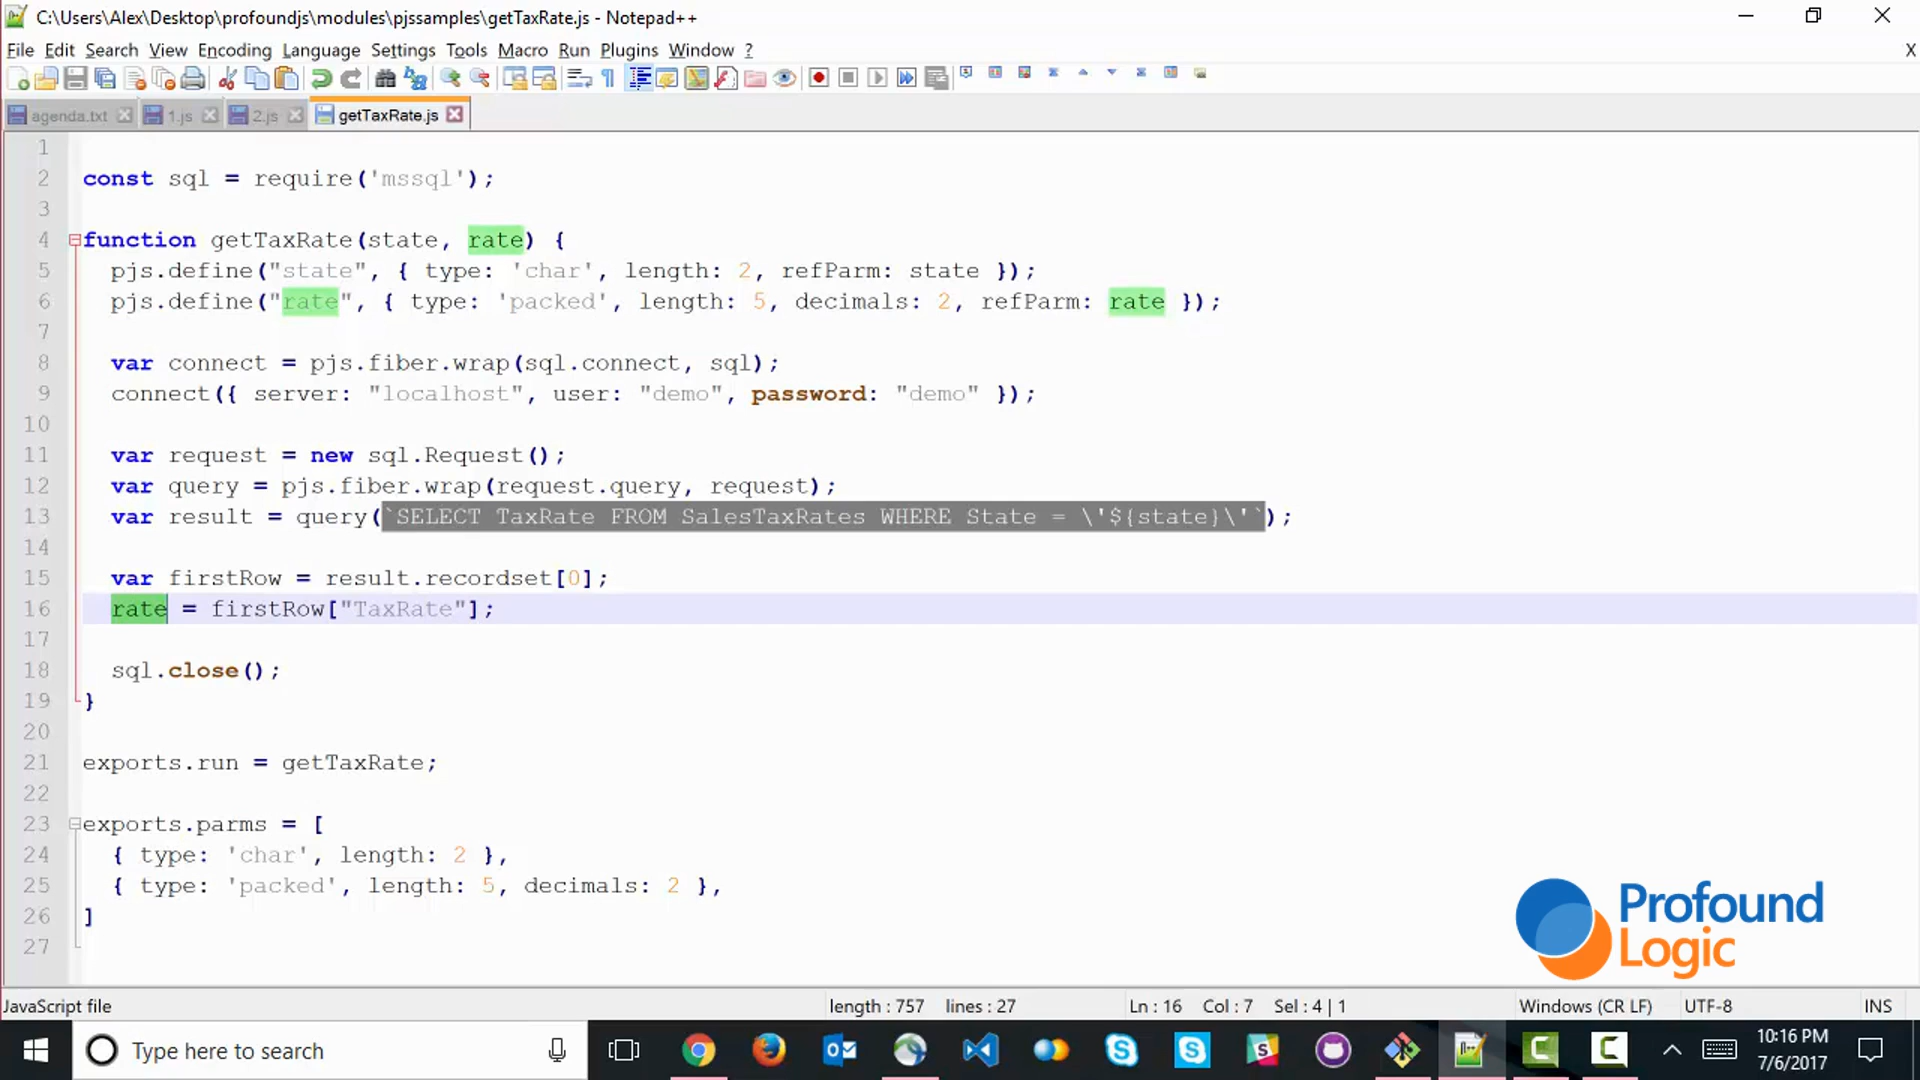 C:\Users\Alex\Desktop\profoundjs\modules\pjssamples\getTaxRate.js - Notepad++
File Edit Search View Encoding Language Settings Tools Macro Run Plugins Window ? X
agenda.txt 1.js 2.js getTaxRate.js
1
2 const sql = require('mssql');
3
4 function getTaxRate(state, rate) {
5 pjs.define("state", { type: 'char', length: 2, refParm: state });
6 pjs.define("rate", { type: 'packed', length: 5, decimals: 2, refParm: rate });
7
8 var connect = pjs.fiber.wrap(sql.connect, sql);
9 connect({ server: "localhost", user: "demo", password: "demo" });
10
11 var request = new sql.Request();
12 var query = pjs.fiber.wrap(request.query, request);
13 var result = query(`SELECT TaxRate FROM SalesTaxRates WHERE State = \'${state}\'`);
14
15 var firstRow = result.recordset[0];
16 rate = firstRow["TaxRate"];
17
18 sql.close();
19 }
20
21 exports.run = getTaxRate;
22
23 exports.parms = [
24 { type: 'char', length: 2 },
25 { type: 'packed', length: 5, decimals: 2 },
26 ]
27
Profound
Logic
JavaScript file length : 757 lines : 27 Ln : 16 Col : 7 Sel : 4 | 1 Windows (CR LF) UTF-8 INS
Type here to search
10:16 PM
7/6/2017